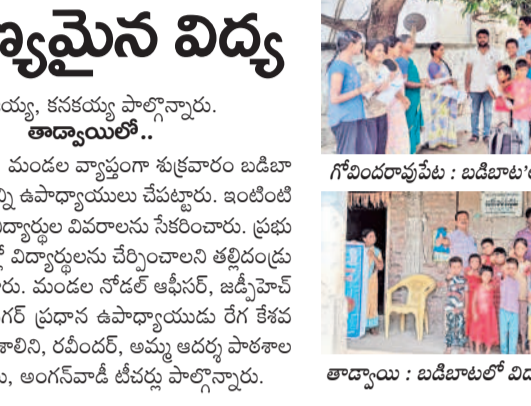 ణ్యమైన విద్య
య్య, కనకయ్య పాల్గొన్నారు.
తాడ్వాయిలో..
మండల వ్యాప్తంగా శుక్రవారం బడిబా
న్ని ఉపాధ్యాయులు చేపట్టారు. ఇంటింటి
విద్యార్థుల వివరాలను సేకరించారు. ప్రభు
ల్లో విద్యార్థులను చేర్పించాలని తల్లిదండ్రు
రు. మండల నోడల్ ఆఫీసర్, జడ్పీహెచ్
గర్ ప్రధాన ఉపాధ్యాయుడు రేగ కేశవ
శాలిని, రవీందర్, అమ్మ ఆదర్శ పాఠశాల
ు, అంగన్‌వాడీ టీచర్లు పాల్గొన్నారు.
గోవిందరావుపేట : బడిబాట'ల
తాడ్వాయి : బడిబాటలో విద